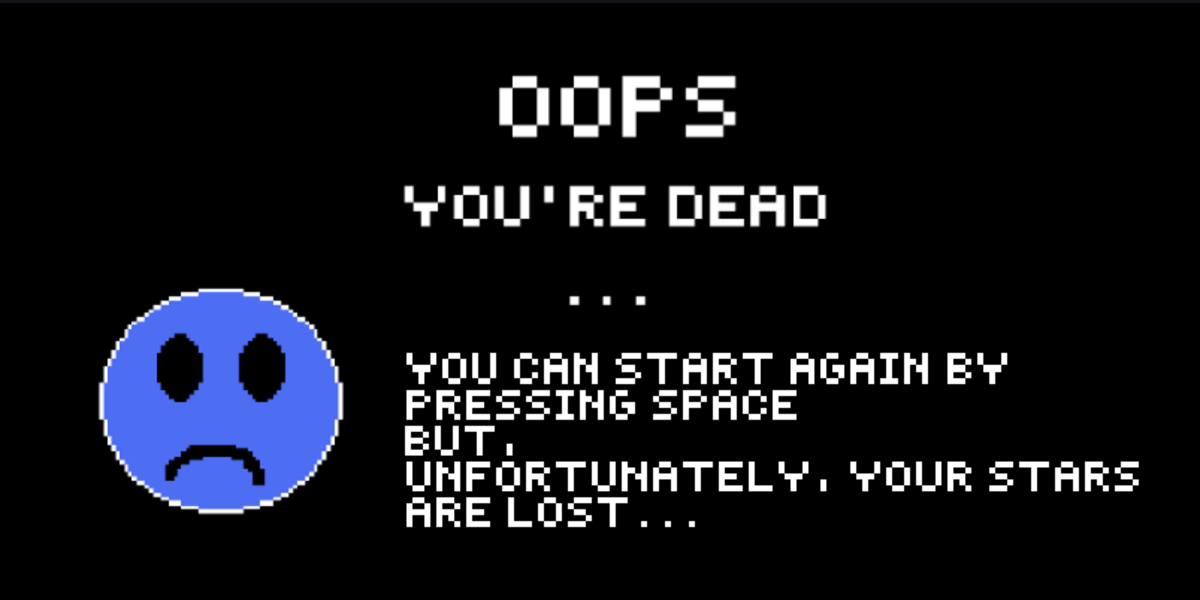 OOPS
YOU'RE DEAD
...
YOU CAN START AGAIN BY
PRESSING SPACE
BUT,
UNFORTUNATELY, YOUR STARS
ARE LOST...